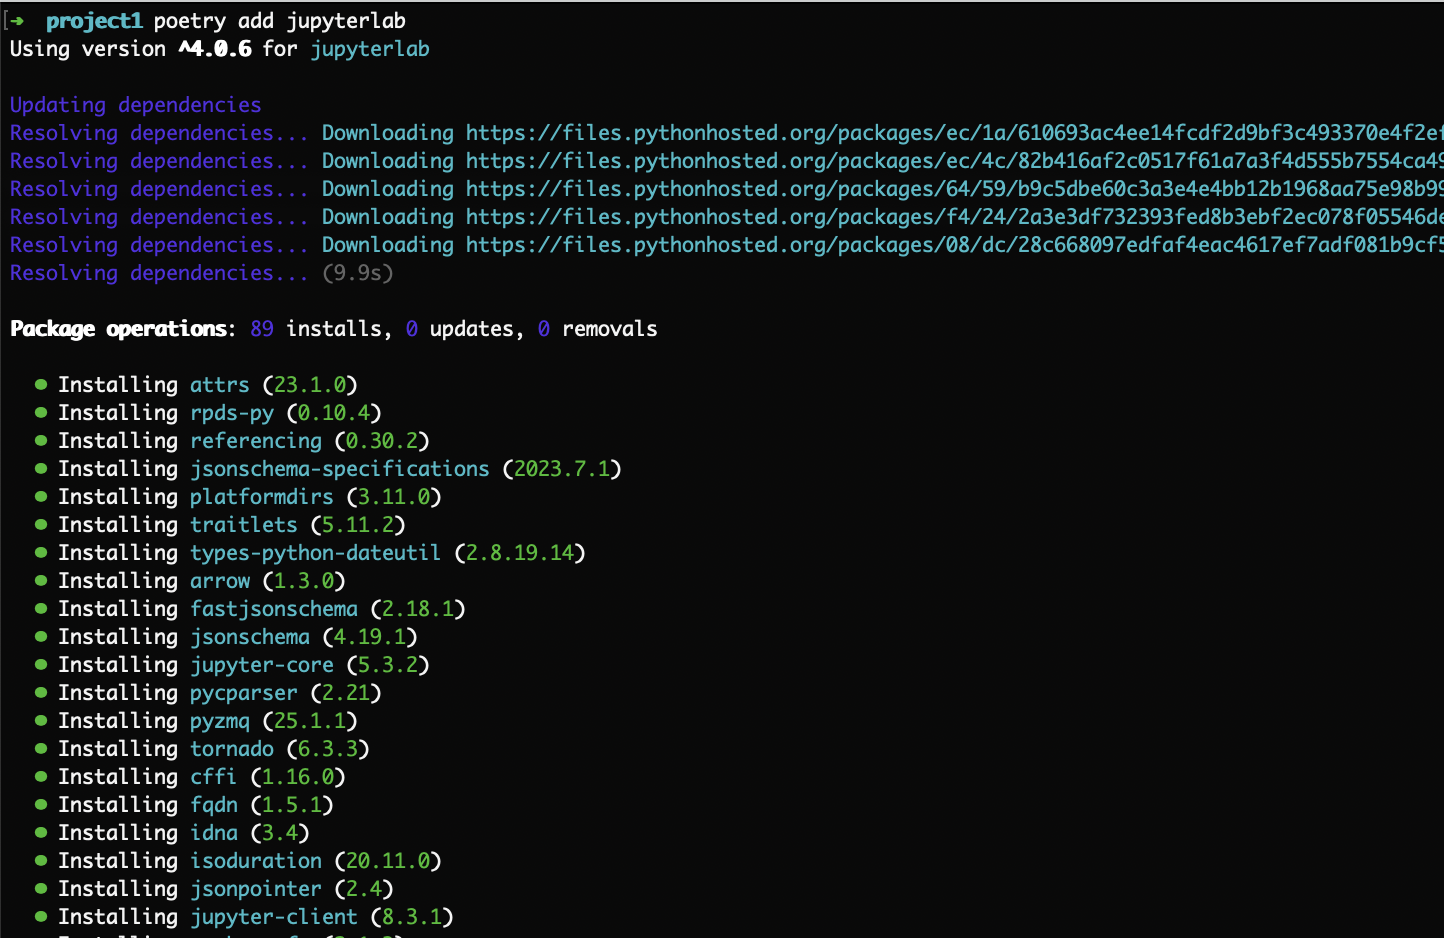 [➜  project1 poetry add jupyterlab
Using version ^4.0.6 for jupyterlab
Updating dependencies
Resolving dependencies... Downloading https://files.pythonhosted.org/packages/ec/1a/610693ac4ee14fcdf2d9bf3c493370e4f2ef
Resolving dependencies... Downloading https://files.pythonhosted.org/packages/ec/4c/82b416af2c0517f61a7a3f4d555b7554ca49
Resolving dependencies... Downloading https://files.pythonhosted.org/packages/64/59/b9c5dbe60c3a3e4e4bb12b1968aa75e98b99
Resolving dependencies... Downloading https://files.pythonhosted.org/packages/f4/24/2a3e3df732393fed8b3ebf2ec078f05546de
Resolving dependencies... Downloading https://files.pythonhosted.org/packages/08/dc/28c668097edfaf4eac4617ef7adf081b9cf5
Resolving dependencies... (9.9s)
Package operations: 89 installs, 0 updates, 0 removals
• Installing attrs (23.1.0)
• Installing rpds-py (0.10.4)
• Installing referencing (0.30.2)
• Installing jsonschema-specifications (2023.7.1)
• Installing platformdirs (3.11.0)
• Installing traitlets (5.11.2)
• Installing types-python-dateutil (2.8.19.14)
• Installing arrow (1.3.0)
• Installing fastjsonschema (2.18.1)
• Installing jsonschema (4.19.1)
• Installing jupyter-core (5.3.2)
• Installing pycparser (2.21)
• Installing pyzmq (25.1.1)
• Installing tornado (6.3.3)
• Installing cffi (1.16.0)
• Installing fqdn (1.5.1)
• Installing idna (3.4)
• Installing isoduration (20.11.0)
• Installing jsonpointer (2.4)
• Installing jupyter-client (8.3.1)